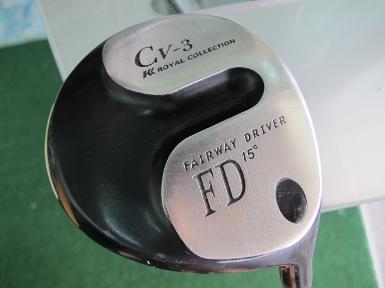 CV-3
ROYAL COLLECTION
FAIRWAY DRIVER
FD 15°